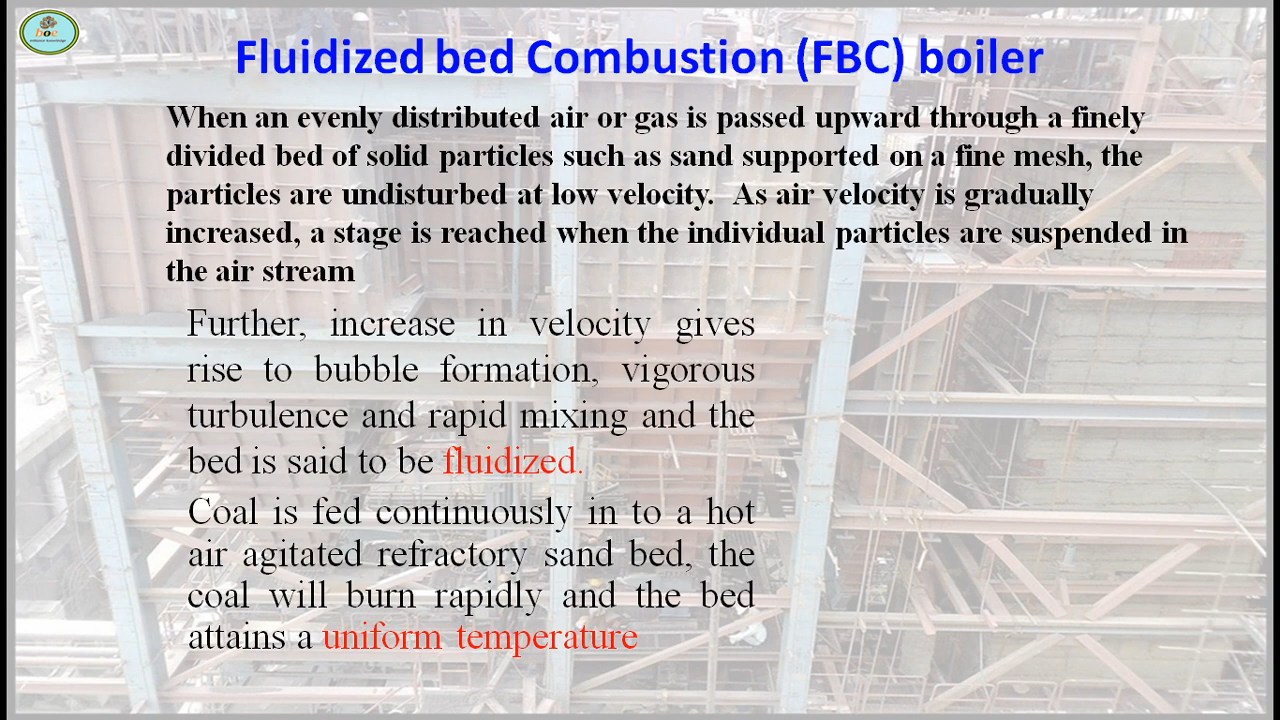 boe
Fluidized bed Combustion (FBC) boiler
When an evenly distributed air or gas is passed upward through a finely
divided bed of solid particles such as sand supported on a fine mesh, the
particles are undisturbed at low velocity.  As air velocity is gradually
increased, a stage is reached when the individual particles are suspended in
the air stream
Further, increase in velocity gives
rise to bubble formation, vigorous
turbulence and rapid mixing and the
bed is said to be fluidized.
Coal is fed continuously in to a hot
air agitated refractory sand bed, the
coal will burn rapidly and the bed
attains a uniform temperature